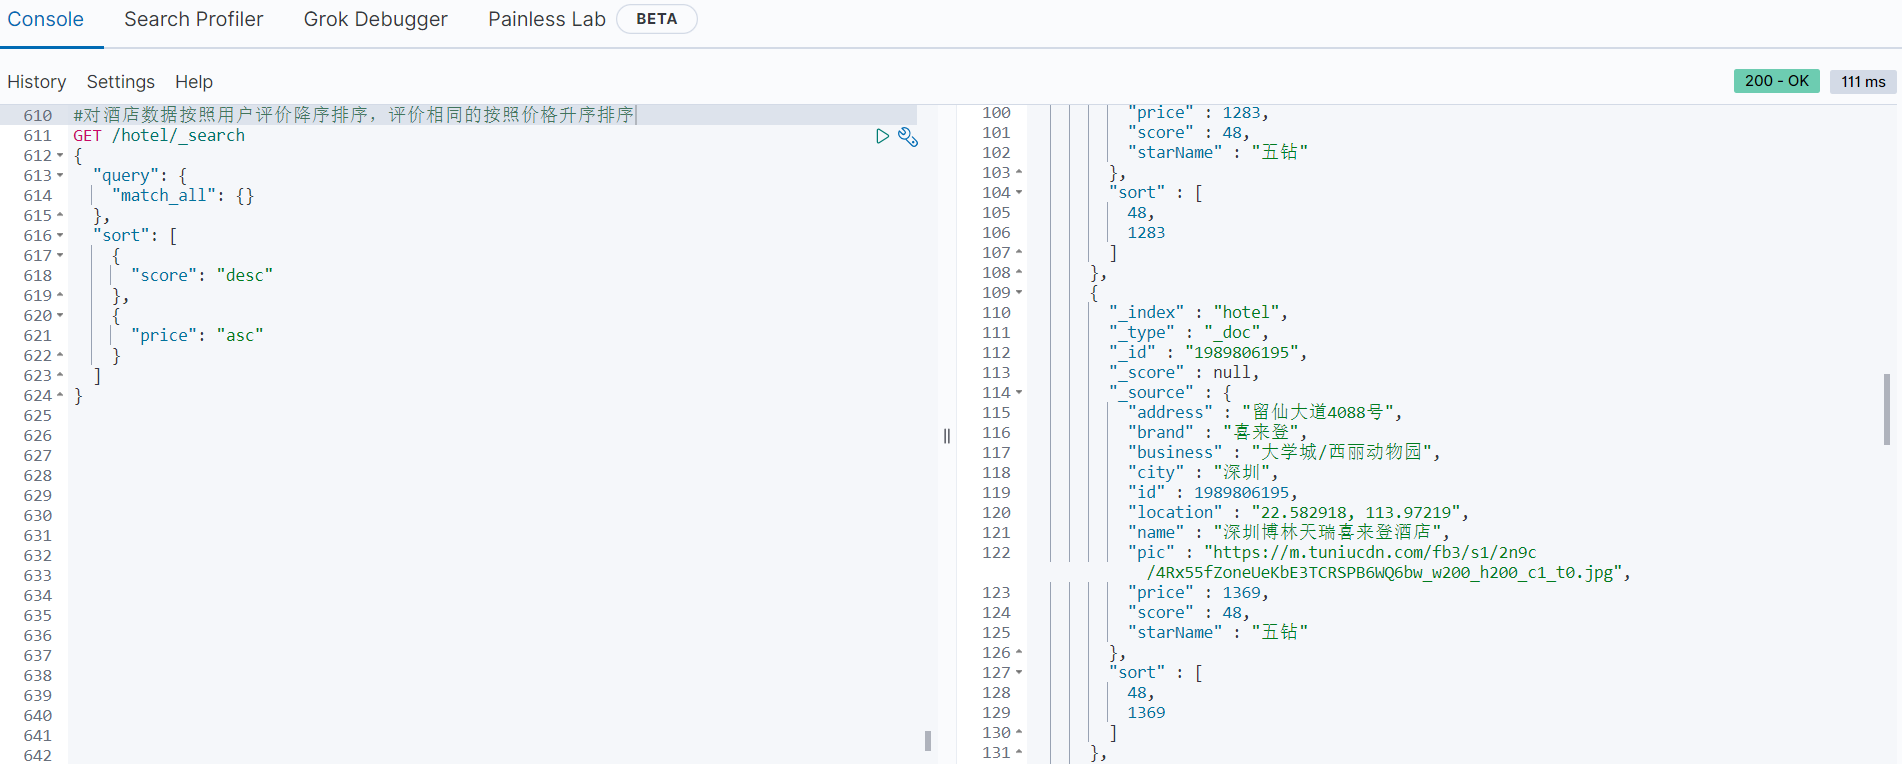 Console Search Profiler Grok Debugger Painless Lab BETA
History Settings Help
200 - OK 111 ms
610 #对酒店数据按照用户评价降序排序，评价相同的按照价格升序排序
611 GET /hotel/_search
612 {
613 "query": {
614 "match_all": {}
615 },
616 "sort": [
617 {
618 "score": "desc"
619 },
620 {
621 "price": "asc"
622 }
623 ]
624 }
625
626
627
628
629
630
631
632
633
634
635
636
637
638
639
640
641
642
100 "price" : 1283,
101 "score" : 48,
102 "starName" : "五钻"
103 },
104 "sort" : [
105 48,
106 1283
107 ]
108 },
109 {
110 "_index" : "hotel",
111 "_type" : "_doc",
112 "_id" : "1989806195",
113 "_score" : null,
114 "_source" : {
115 "address" : "留仙大道4088号",
116 "brand" : "喜来登",
117 "business" : "大学城/西丽动物园",
118 "city" : "深圳",
119 "id" : 1989806195,
120 "location" : "22.582918, 113.97219",
121 "name" : "深圳博林天瑞喜来登酒店",
122 "pic" : "https://m.tuniucdn.com/fb3/s1/2n9c
/4Rx55fZoneUeKbE3TCRSPB6WQ6bw_w200_h200_c1_t0.jpg",
123 "price" : 1369,
124 "score" : 48,
125 "starName" : "五钻"
126 },
127 "sort" : [
128 48,
129 1369
130 ]
131 },